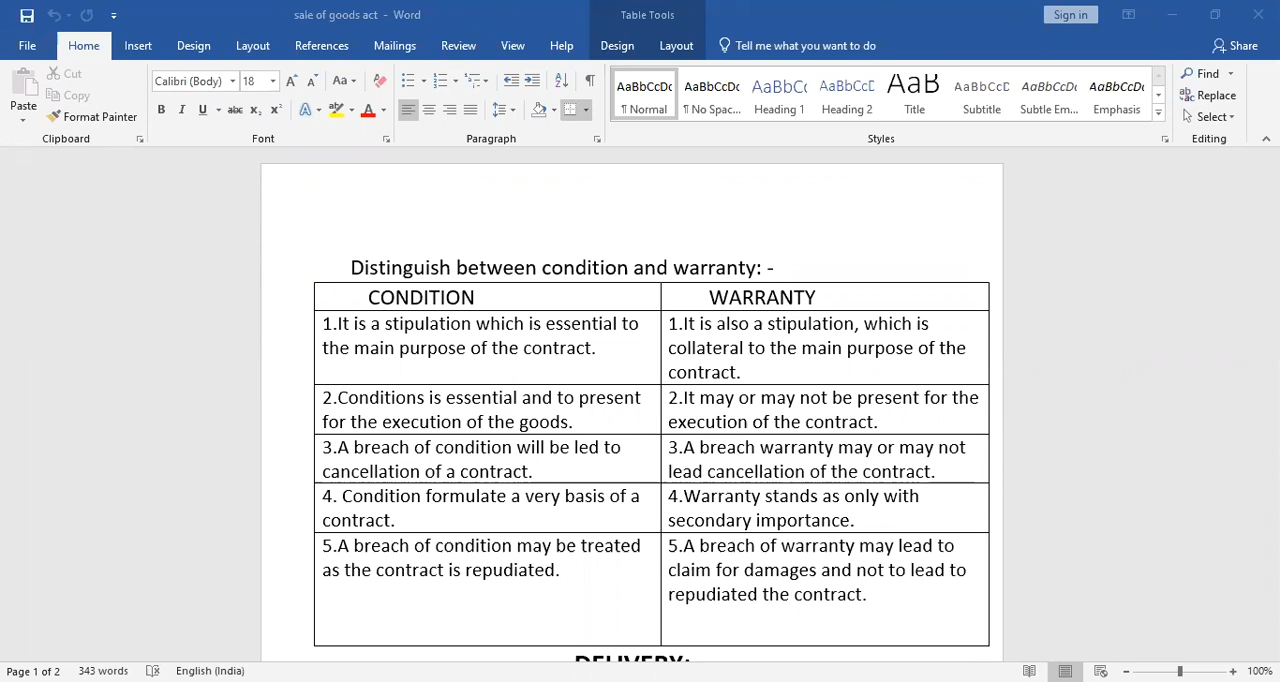 sale of goods act - Word
Table Tools
Sign in
File Home Insert Design Layout References Mailings Review View Help Design Layout Tell me what you want to do Share
Paste
Cut
Copy
Format Painter
Clipboard
Calibri (Body) 18
Font
Paragraph
AaBbCcDc AaBbCcDc AaBbCc AaBbCcD AaB AaBbCcD AaBbCcDc AaBbCcDc
¶ Normal ¶ No Spac... Heading 1 Heading 2 Title Subtitle Subtle Em... Emphasis
Styles
Find
Replace
Select
Editing
Distinguish between condition and warranty: -
CONDITION
WARRANTY
1.It is a stipulation which is essential to
the main purpose of the contract.
1.It is also a stipulation, which is
collateral to the main purpose of the
contract.
2.Conditions is essential and to present
for the execution of the goods.
2.It may or may not be present for the
execution of the contract.
3.A breach of condition will be led to
cancellation of a contract.
3.A breach warranty may or may not
lead cancellation of the contract.
4. Condition formulate a very basis of a
contract.
4.Warranty stands as only with
secondary importance.
5.A breach of condition may be treated
as the contract is repudiated.
5.A breach of warranty may lead to
claim for damages and not to lead to
repudiated the contract.
DELIVERY:
Page 1 of 2 343 words English (India) 100%